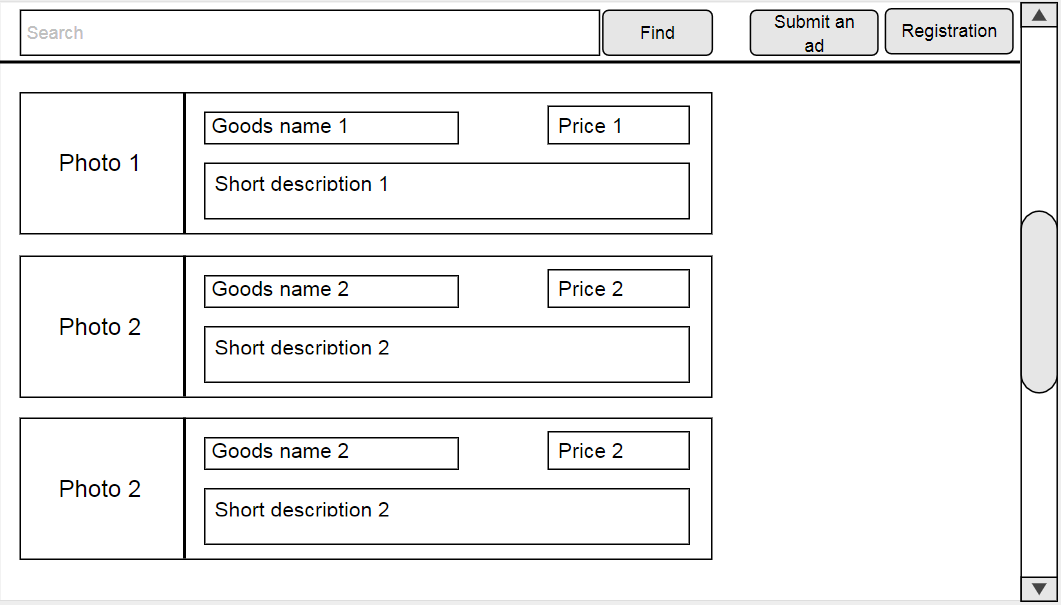 Search
Find
Submit an
ad
Registration
Photo 1
Goods name 1
Price 1
Short description 1
Photo 2
Goods name 2
Price 2
Short description 2
Photo 2
Goods name 2
Price 2
Short description 2